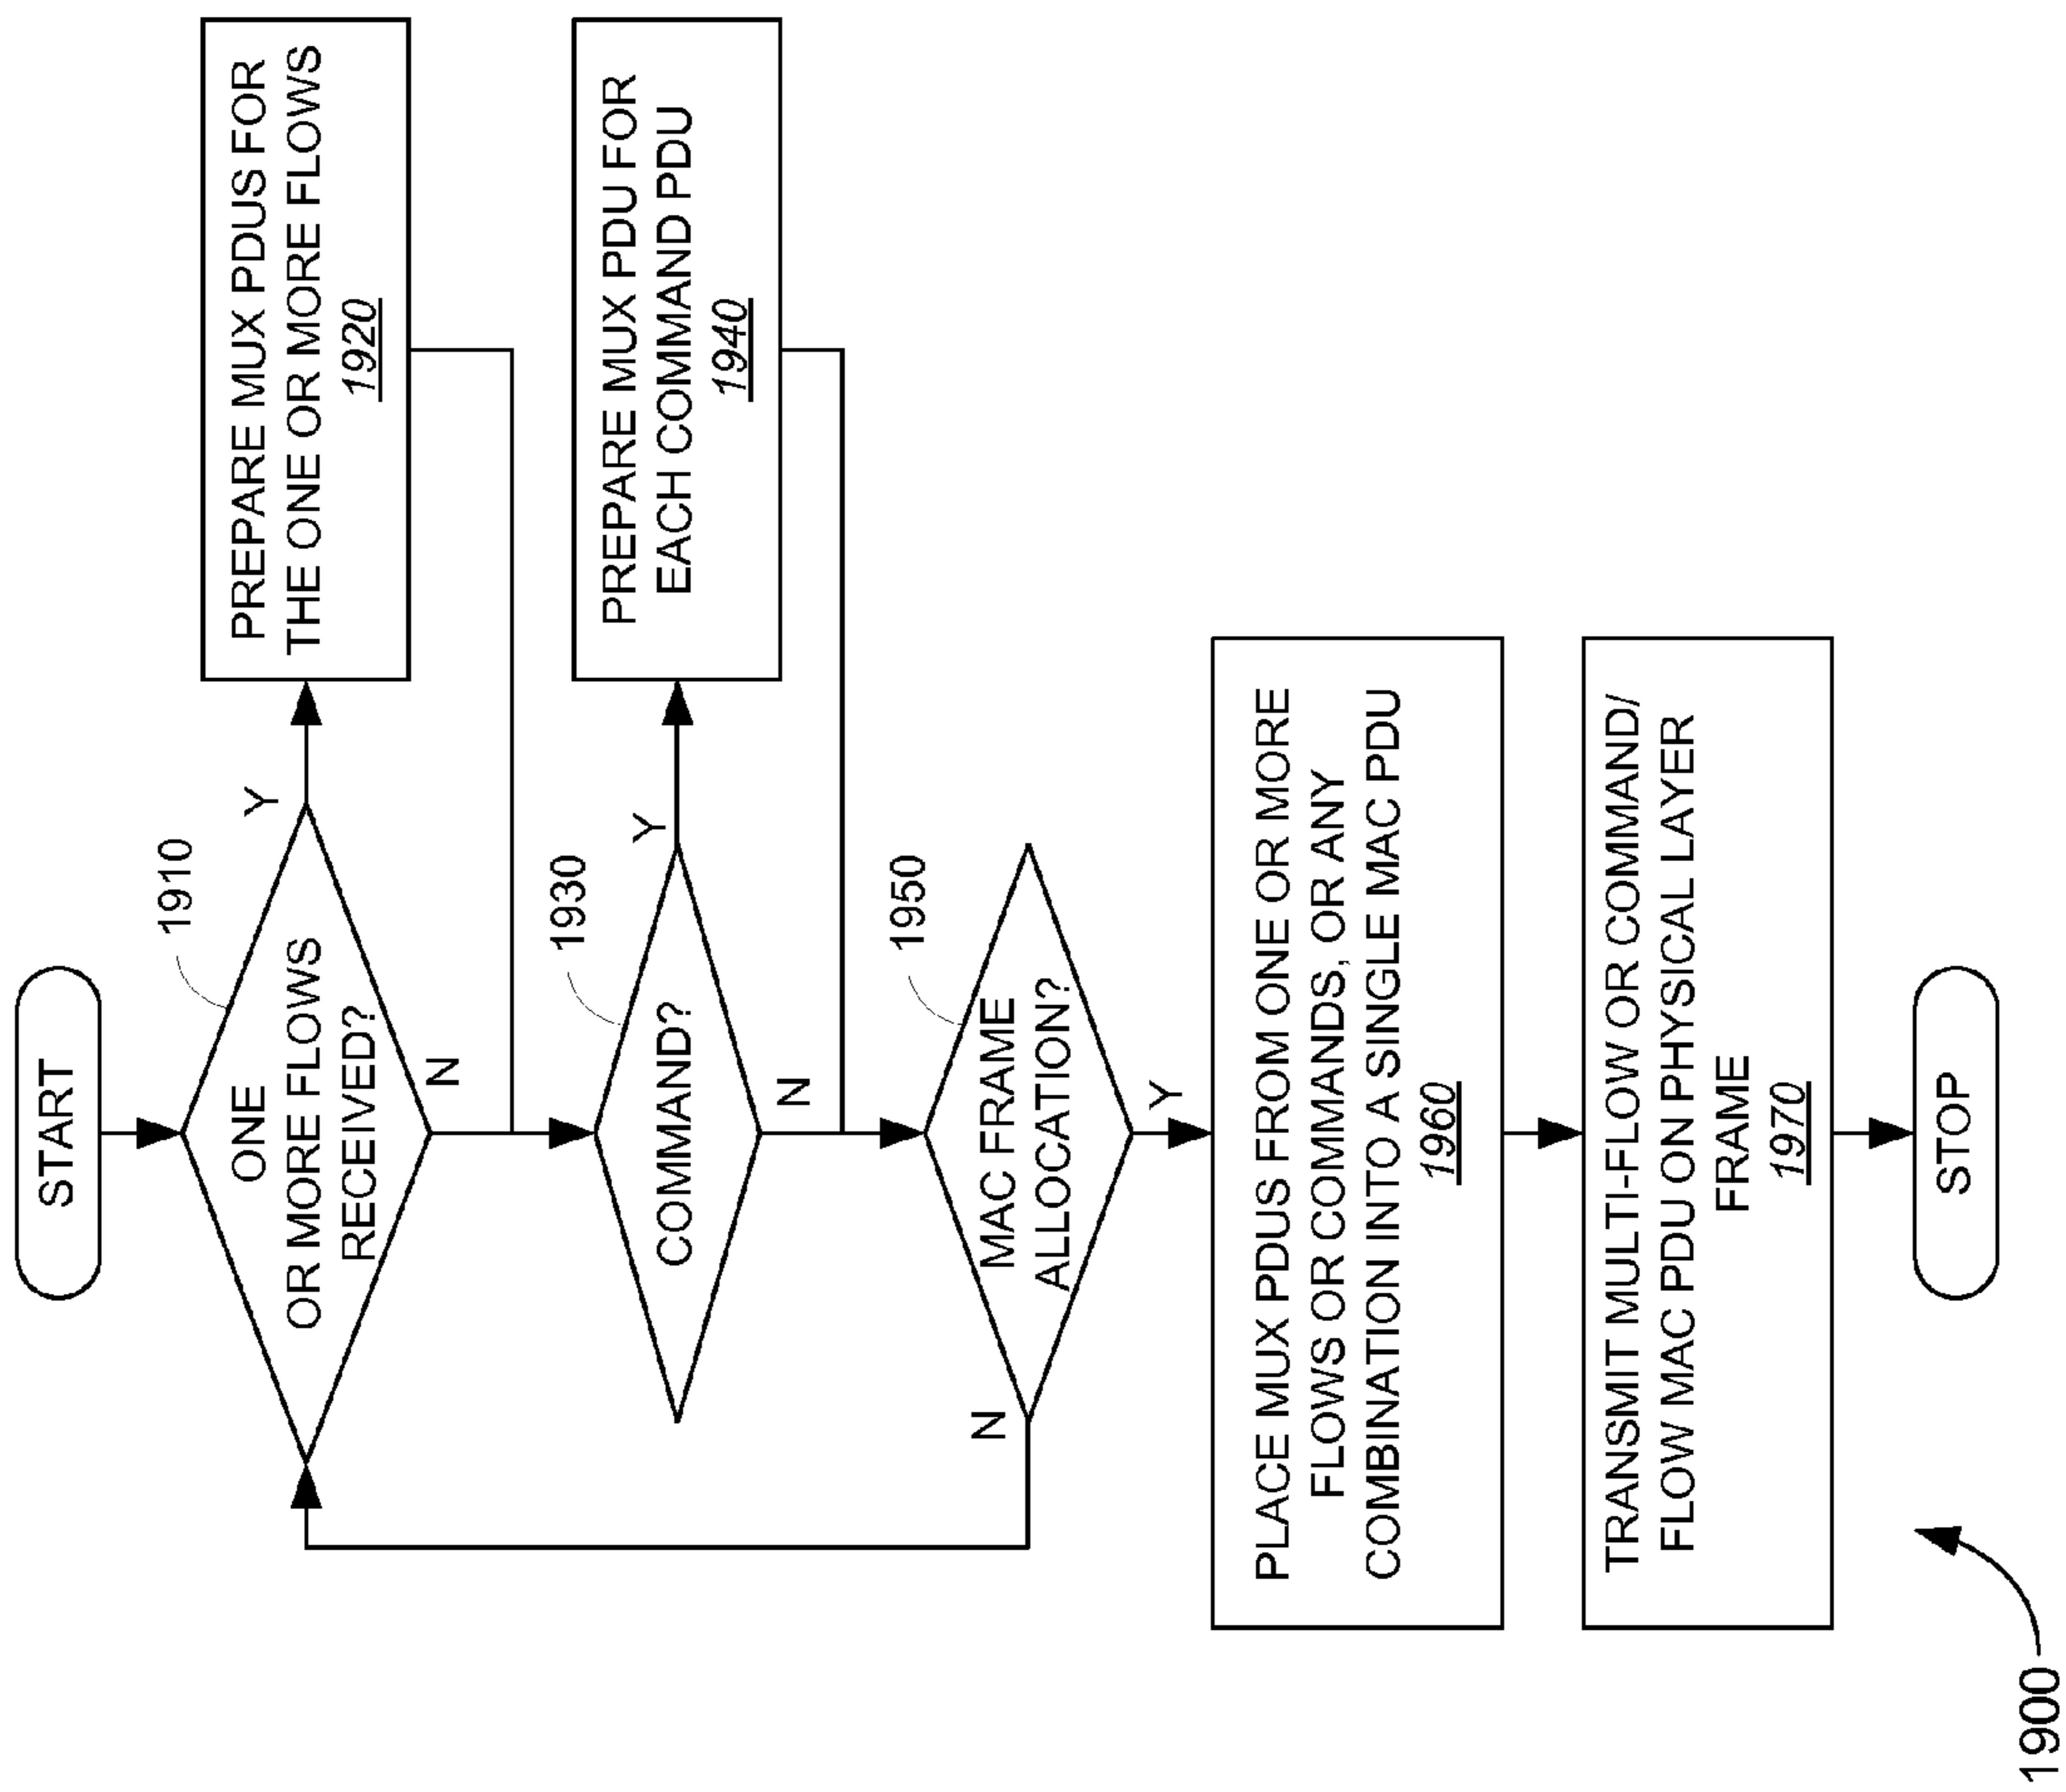 START
1910
ONE
OR MORE FLOWS
RECEIVED?
Y
N
PREPARE MUX PDUS FOR
THE ONE OR MORE FLOWS
1920
1930
COMMAND?
Y
N
PREPARE MUX PDU FOR
EACH COMMAND PDU
1940
1950
MAC FRAME
ALLOCATION?
N
Y
PLACE MUX PDUS FROM ONE OR MORE
FLOWS OR COMMANDS, OR ANY
COMBINATION INTO A SINGLE MAC PDU
1960
TRANSMIT MULTI-FLOW OR COMMAND/
FLOW MAC PDU ON PHYSICAL LAYER
FRAME
1970
STOP
1900